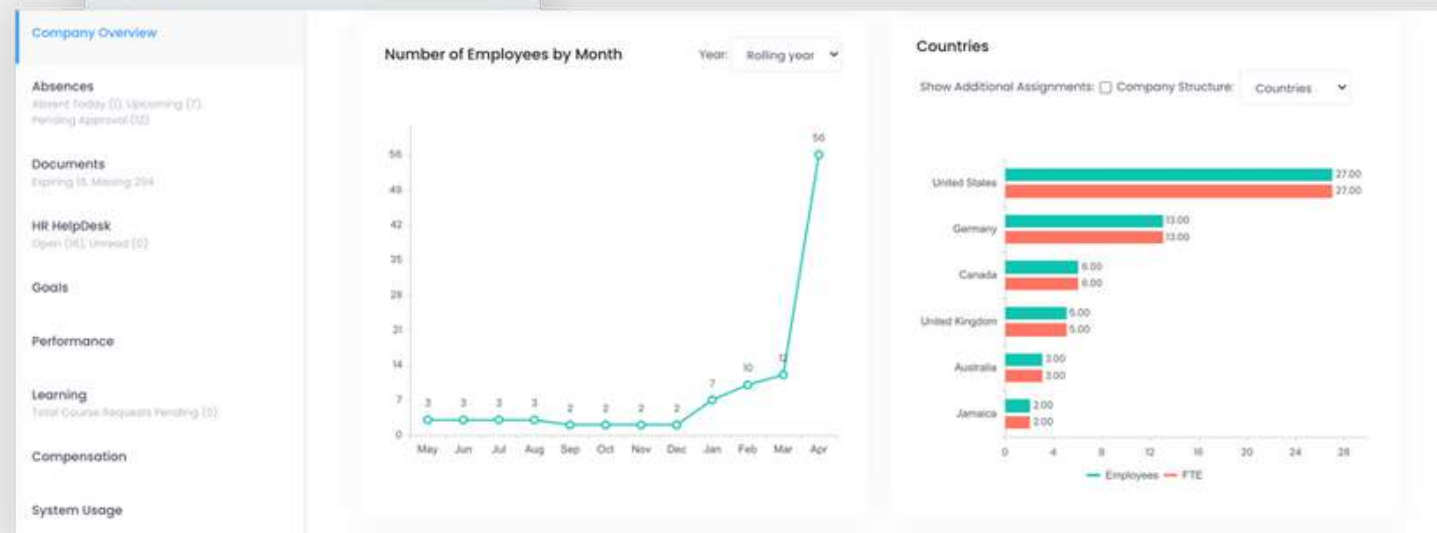 Company Overview
Absences
Absent Today (1), Upcoming (7),
Pending Approval (12)
Documents
Expiring 18, Missing 204
HR HelpDesk
Open (16), Unread (0)
Goals
Performance
Learning
Total Course Requests Pending (0)
Compensation
System Usage
Number of Employees by Month
Year: Rolling year
56
49
42
35
28
21
14
7
0
3 3 3 3 2 2 2 2 7 10 12 56
May Jun Jul Aug Sep Oct Nov Dec Jan Feb Mar Apr
Countries
Show Additional Assignments: Company Structure: Countries
United States 27.00
27.00
Germany 13.00
13.00
Canada 6.00
6.00
United Kingdom 5.00
5.00
Australia 3.00
3.00
Jamaica 2.00
2.00
0 4 8 12 16 20 24 28
Employees FTE